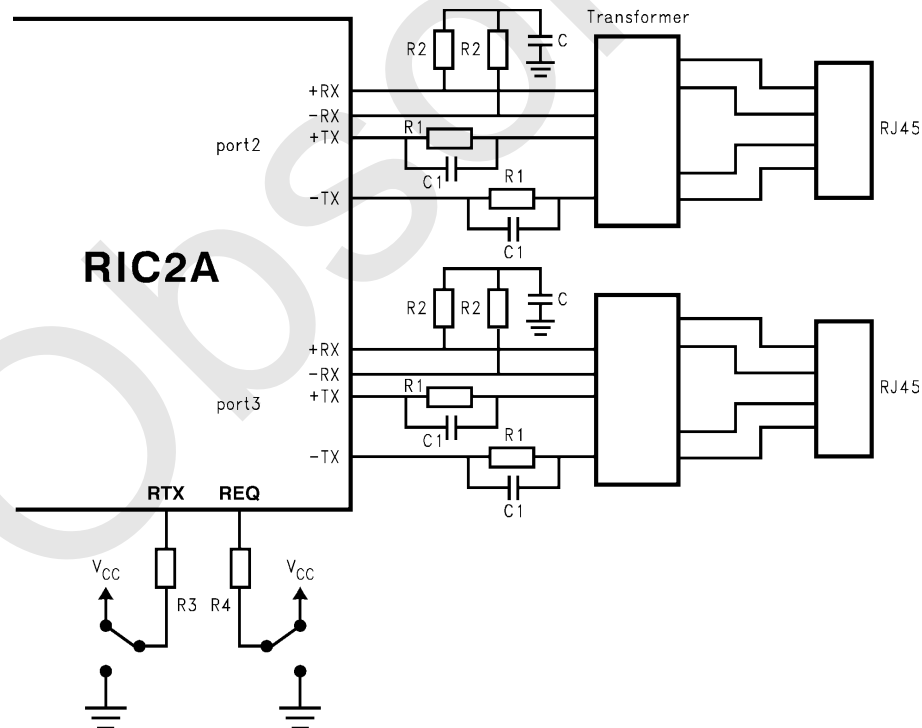 Transformer
R2 R2 C
+RX
-RX
+TX
R1
port2
C1
R1
-TX
C1
RJ45
RIC2A
R2 R2 C
+RX
-RX
+TX
R1
port3
C1
R1
-TX
C1
RJ45
RTX REQ
VCC VCC
R3 R4
Obsol